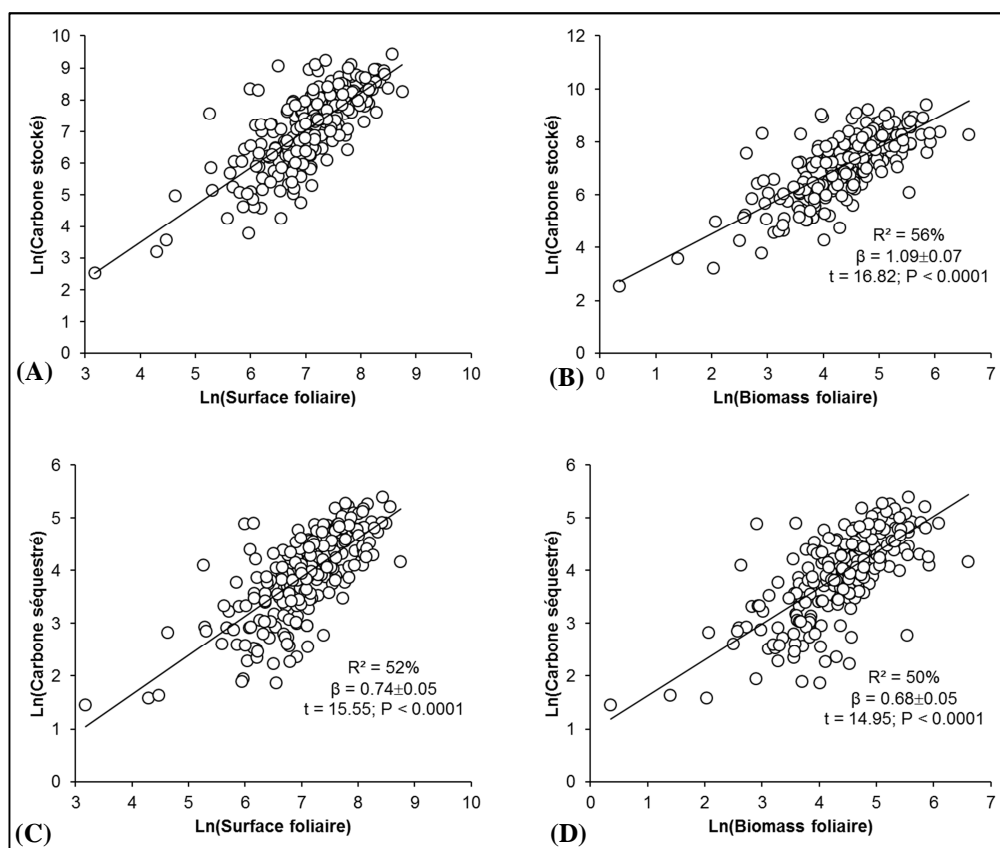 10
9
8
7
6
5
4
3
2
1
0
Ln(Carbone stocké)
3 4 5 6 7 8 9 10
Ln(Surface foliaire)
(A)
12
10
8
6
4
2
0
Ln(Carbone stocké)
R² = 56%
β = 1.09±0.07
t = 16.82; P < 0.0001
0 1 2 3 4 5 6 7
Ln(Biomass foliaire)
(B)
6
5
4
3
2
1
0
Ln(Carbone séquestré)
R² = 52%
β = 0.74±0.05
t = 15.55; P < 0.0001
3 4 5 6 7 8 9 10
Ln(Surface foliaire)
(C)
6
5
4
3
2
1
0
Ln(Carbone séquestré)
R² = 50%
β = 0.68±0.05
t = 14.95; P < 0.0001
0 1 2 3 4 5 6 7
Ln(Biomass foliaire)
(D)